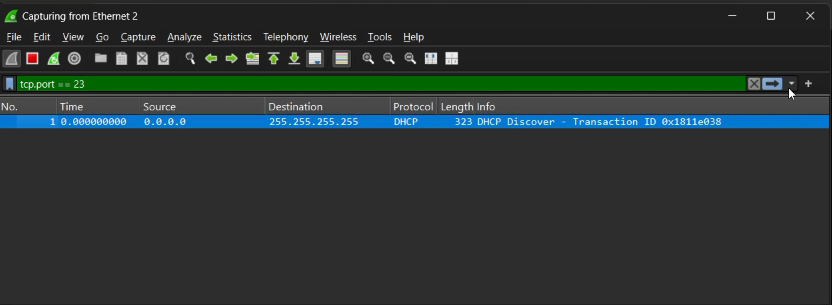 Capturing from Ethernet 2
File Edit View Go Capture Analyze Statistics Telephony Wireless Tools Help
tcp.port == 23
No. Time Source Destination Protocol Length Info
1 0.000000000 0.0.0.0 255.255.255.255 DHCP 323 DHCP Discover - Transaction ID 0x1811e038